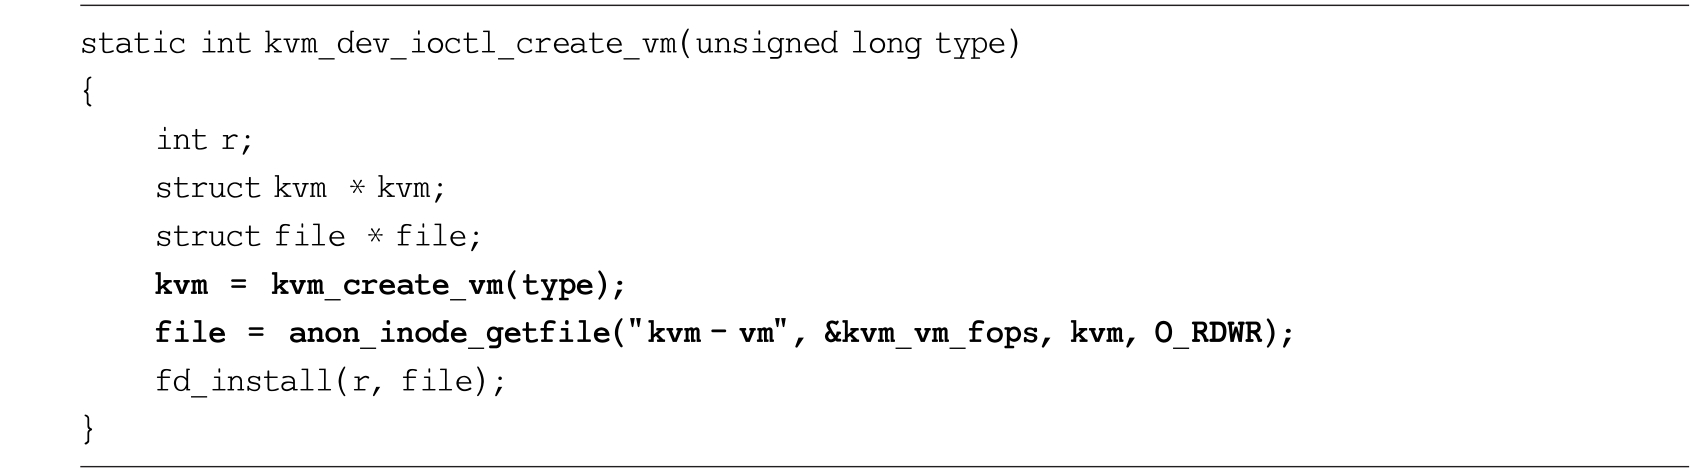 static int kvm_dev_ioctl_create_vm(unsigned long type)
{
int r;
struct kvm * kvm;
struct file * file;
kvm = kvm_create_vm(type);
file = anon_inode_getfile("kvm - vm", &kvm_vm_fops, kvm, O_RDWR);
fd_install(r, file);
}